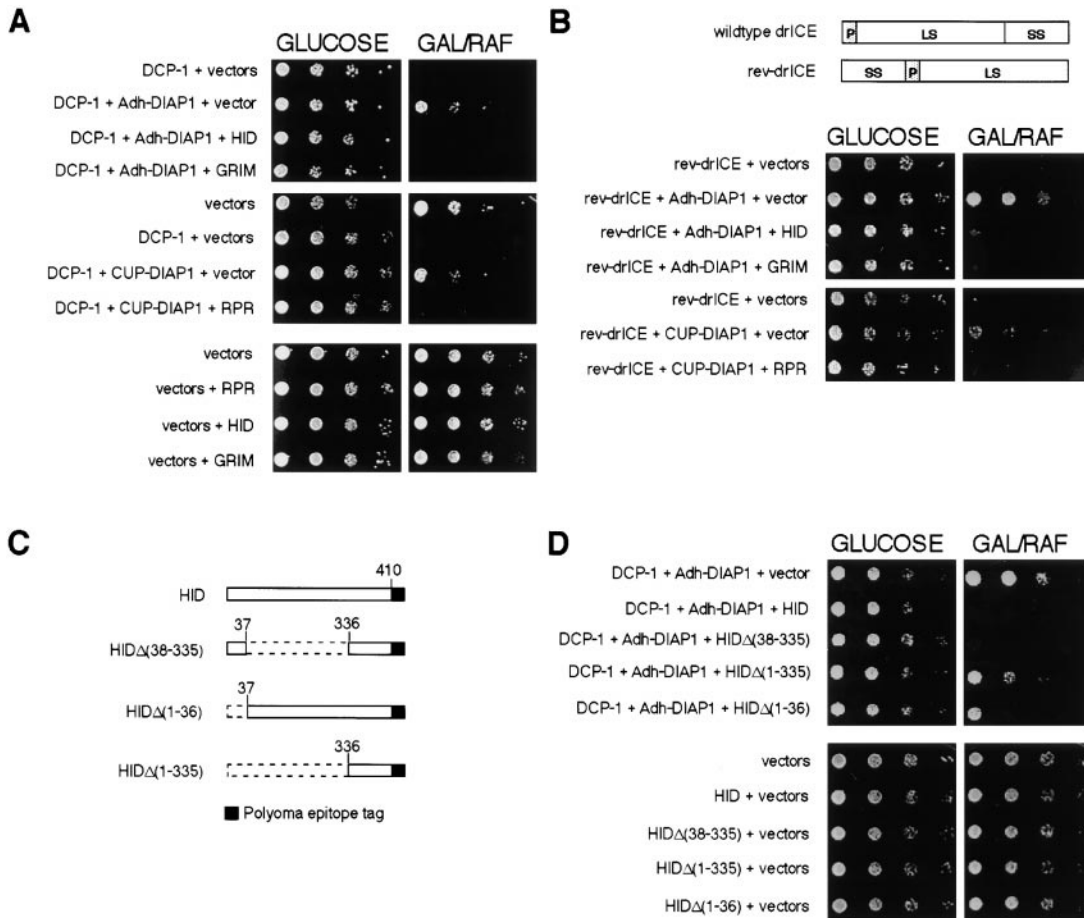 A
GLUCOSE GAL/RAF
DCP-1 + vectors
DCP-1 + Adh-DIAP1 + vector
DCP-1 + Adh-DIAP1 + HID
DCP-1 + Adh-DIAP1 + GRIM
vectors
DCP-1 + vectors
DCP-1 + CUP-DIAP1 + vector
DCP-1 + CUP-DIAP1 + RPR
vectors
vectors + RPR
vectors + HID
vectors + GRIM
B
wildtype drICE P LS SS
rev-drICE SS P LS
GLUCOSE GAL/RAF
rev-drICE + vectors
rev-drICE + Adh-DIAP1 + vector
rev-drICE + Adh-DIAP1 + HID
rev-drICE + Adh-DIAP1 + GRIM
rev-drICE + vectors
rev-drICE + CUP-DIAP1 + vector
rev-drICE + CUP-DIAP1 + RPR
C
410
HID
37 336
HIDΔ(38-335)
37
HIDΔ(1-36)
336
HIDΔ(1-335)
Polyoma epitope tag
D
GLUCOSE GAL/RAF
DCP-1 + Adh-DIAP1 + vector
DCP-1 + Adh-DIAP1 + HID
DCP-1 + Adh-DIAP1 + HIDΔ(38-335)
DCP-1 + Adh-DIAP1 + HIDΔ(1-335)
DCP-1 + Adh-DIAP1 + HIDΔ(1-36)
vectors
HID + vectors
HIDΔ(38-335) + vectors
HIDΔ(1-335) + vectors
HIDΔ(1-36) + vectors